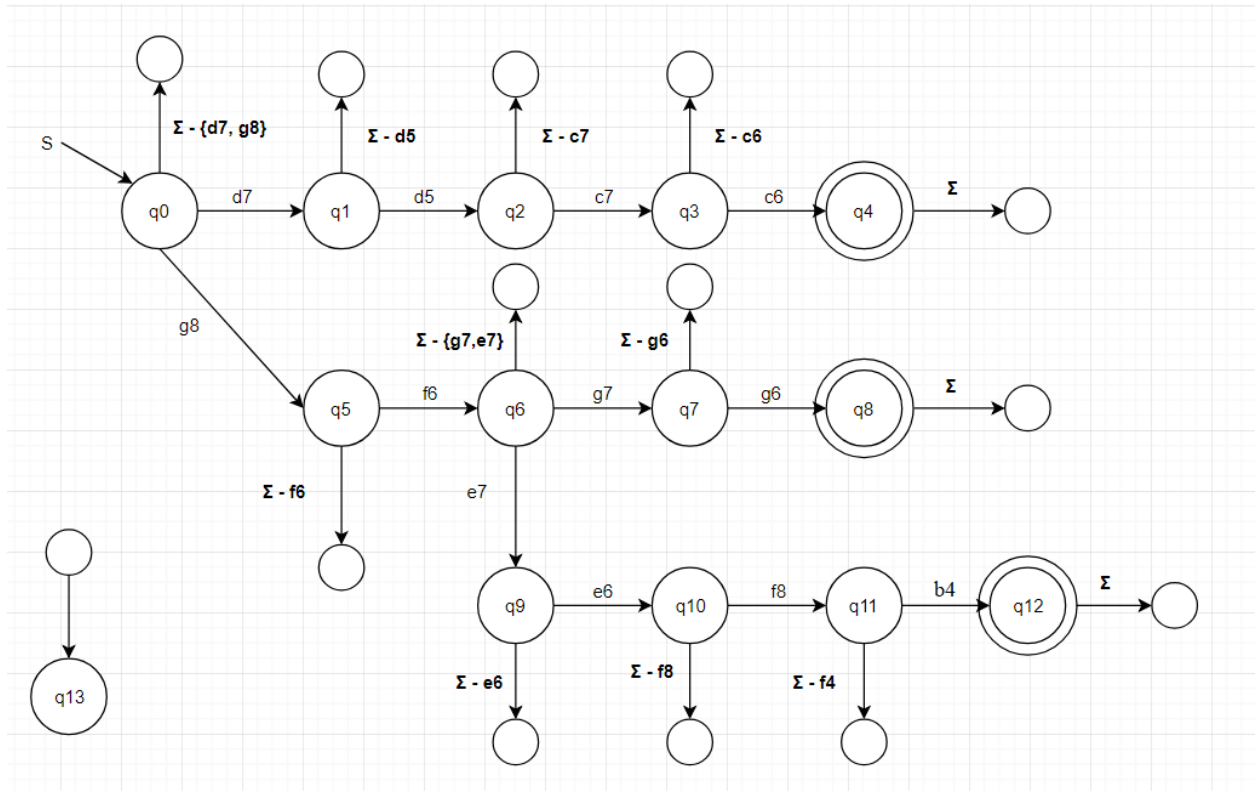 Σ - {d7, g8}
Σ - d5
Σ - c7
Σ - c6
S
q0
d7
q1
d5
q2
c7
q3
c6
q4
Σ
g8
Σ - {g7,e7}
Σ - g6
q5
f6
q6
g7
q7
g6
q8
Σ
Σ - f6
e7
q9
e6
q10
f8
q11
b4
q12
Σ
Σ - e6
Σ - f8
Σ - f4
q13